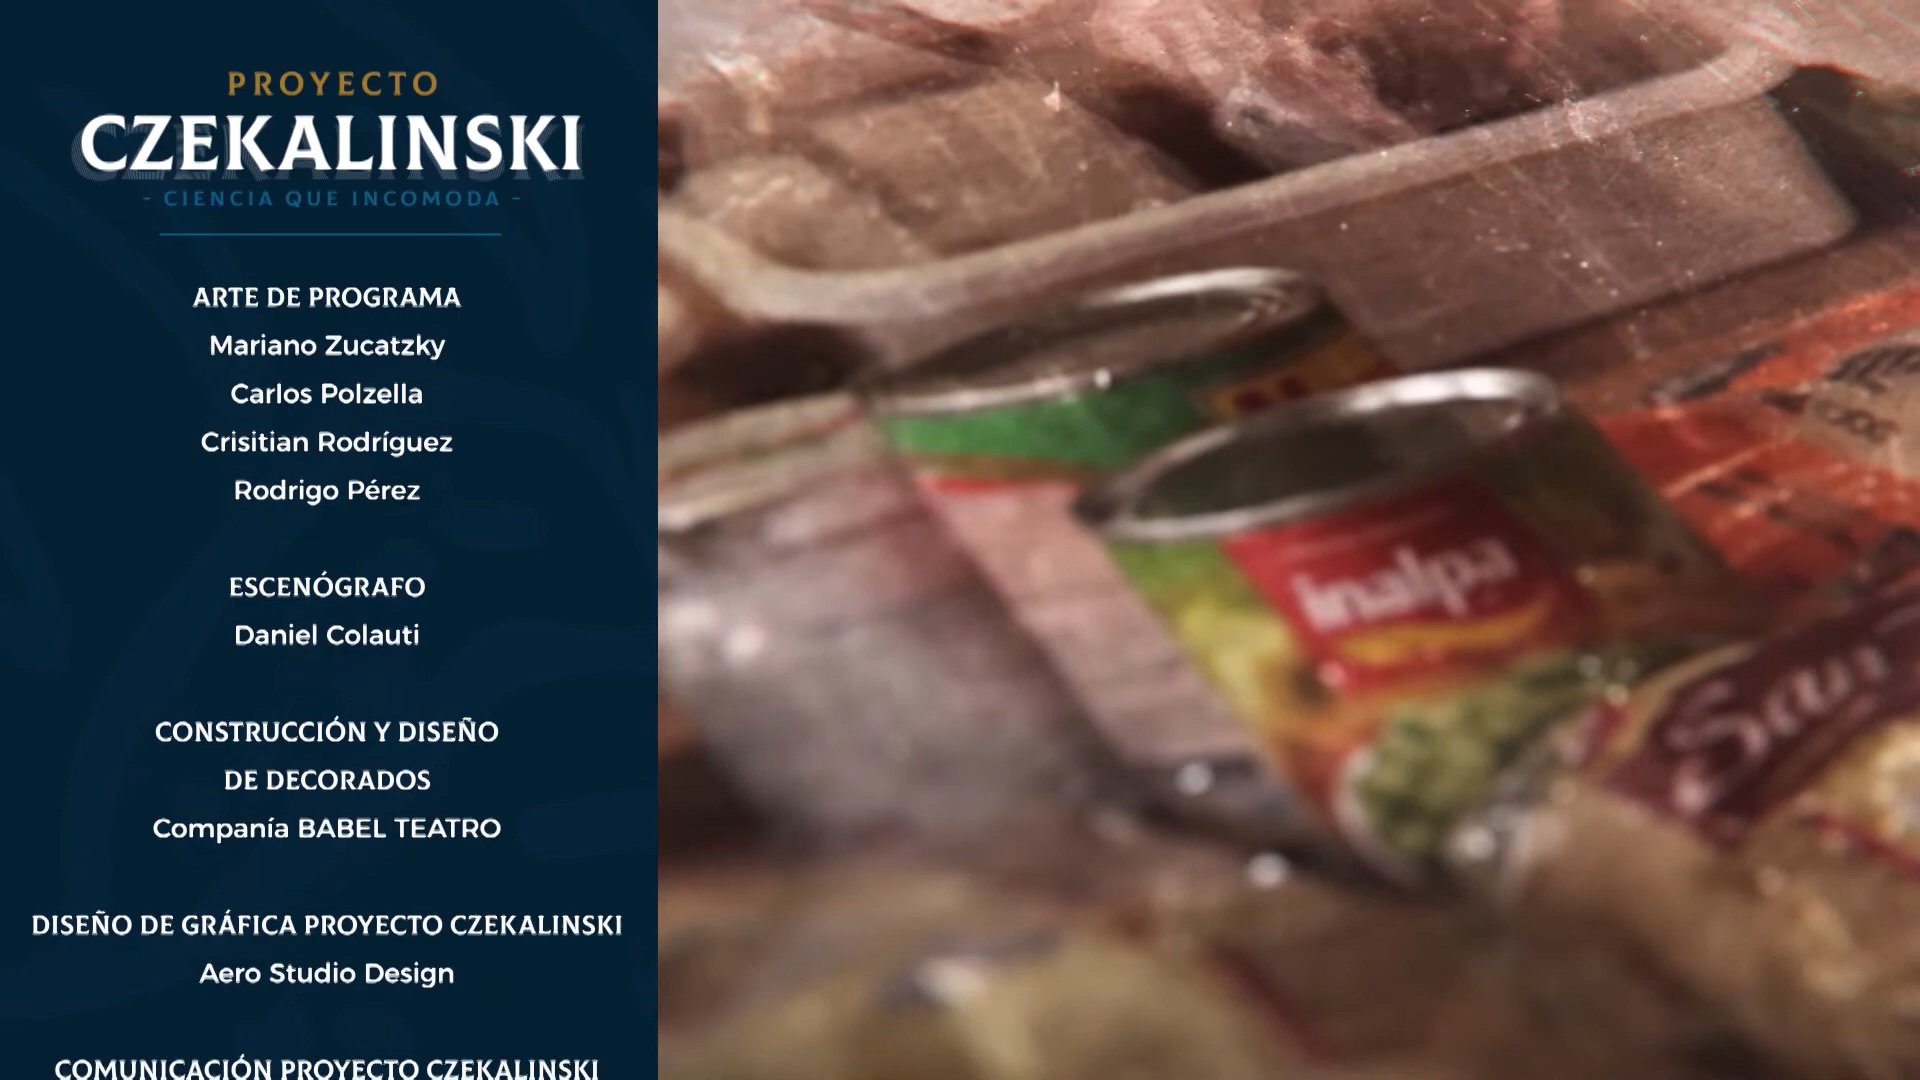 PROYECTO
CZEKALINSKI
- CIENCIA QUE INCOMODA -
ARTE DE PROGRAMA
Mariano Zucatzky
Carlos Polzella
Crisitian Rodríguez
Rodrigo Pérez
ESCENÓGRAFO
Daniel Colauti
CONSTRUCCIÓN Y DISEÑO
DE DECORADOS
Companía BABEL TEATRO
DISEÑO DE GRÁFICA PROYECTO CZEKALINSKI
Aero Studio Design
COMUNICACIÓN PROYECTO CZEKALINSKI
inalpa